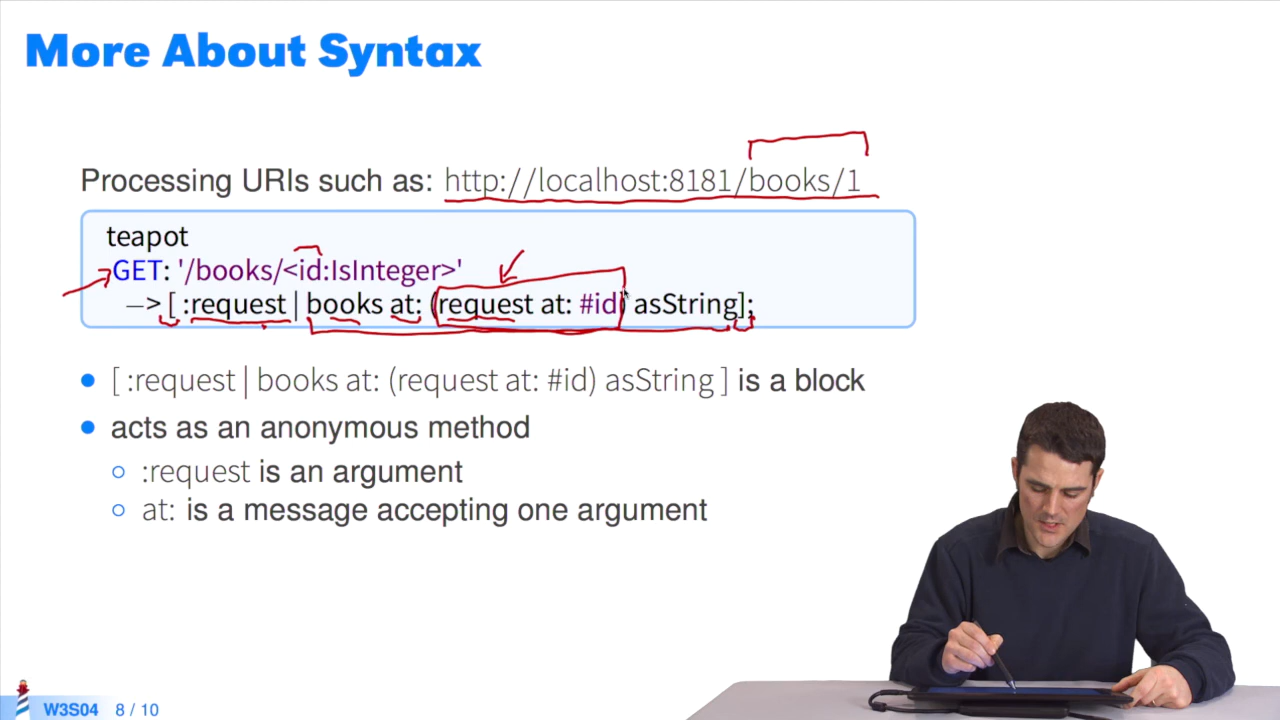 More About Syntax
Processing URIs such as: http://localhost:8181/books/1
teapot
GET: '/books/<id:IsInteger>'
—> [ :request | books at: (request at: #id) asString];
[ :request | books at: (request at: #id) asString ] is a block
acts as an anonymous method
:request is an argument
at: is a message accepting one argument
W3S04 8 / 10